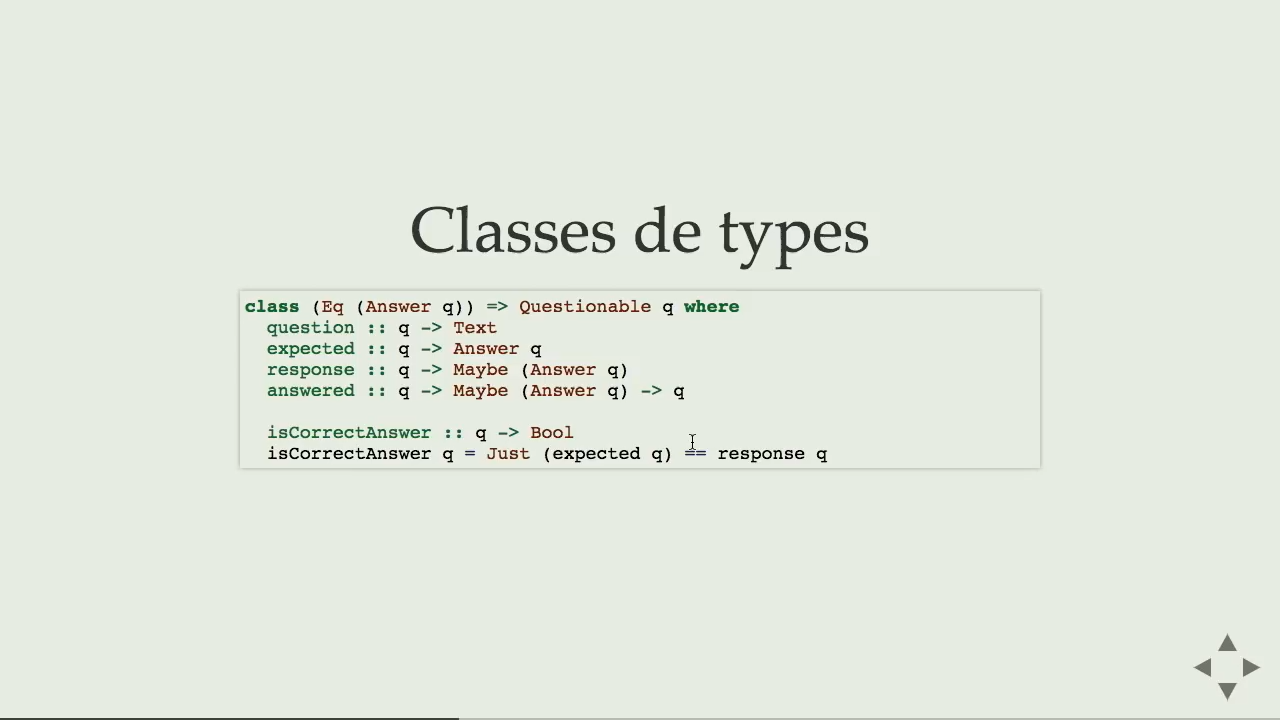 Classes de types
class (Eq (Answer q)) => Questionable q where
  question :: q -> Text
  expected :: q -> Answer q
  response :: q -> Maybe (Answer q)
  answered :: q -> Maybe (Answer q) -> q
  isCorrectAnswer :: q -> Bool
  isCorrectAnswer q = Just (expected q) == response q